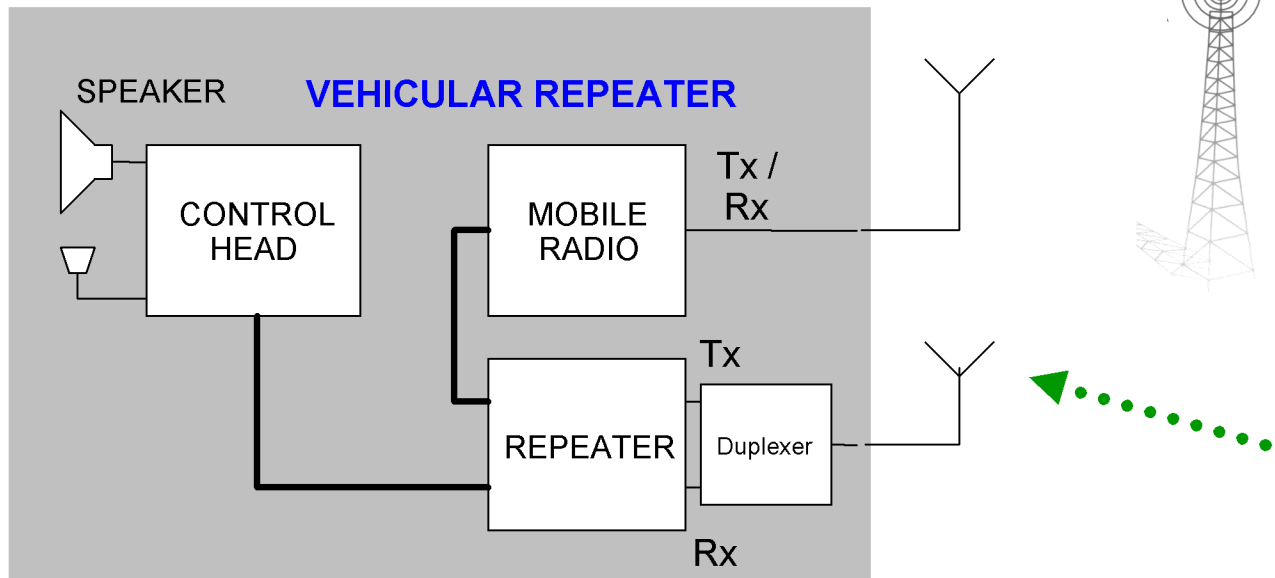 SPEAKER
VEHICULAR REPEATER
CONTROL
HEAD
MOBILE
RADIO
Tx /
Rx
REPEATER
Tx
Duplexer
Rx